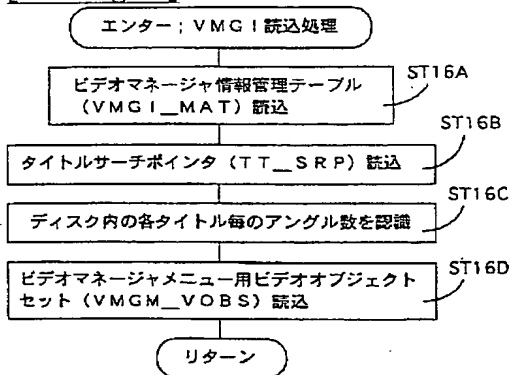 エンター；ＶＭＧＩ読込処理
ビデオマネージャ情報管理テーブル
（ＶＭＧＩ＿ＭＡＴ）読込
ST16A
タイトルサーチポインタ（ＴＴ＿ＳＲＰ）読込
ST16B
ディスク内の各タイトル毎のアングル数を認識
ST16C
ビデオマネージャメニュー用ビデオオブジェクト
セット（ＶＭＧＭ＿ＶＯＢＳ）読込
ST16D
リターン